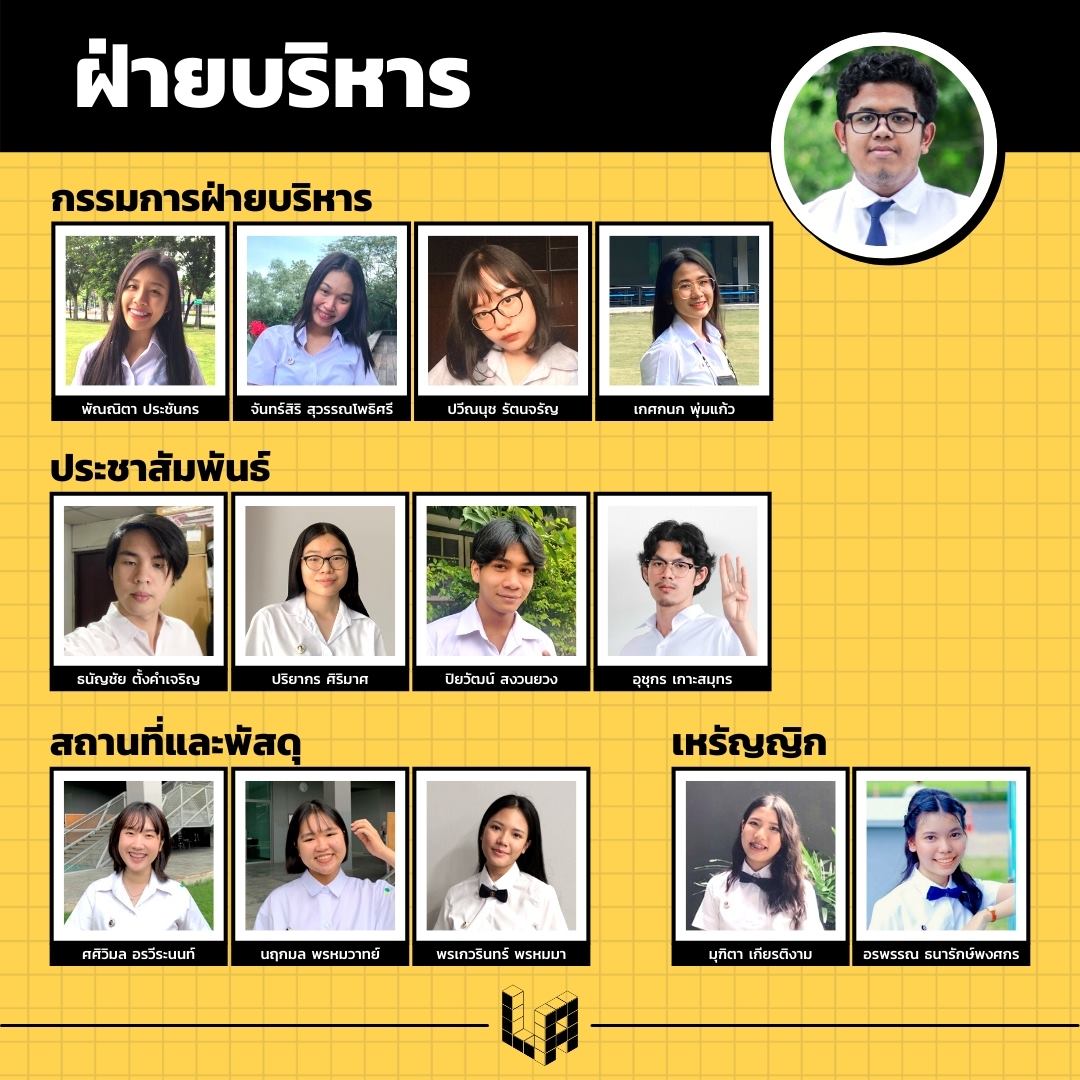 ฝ่ายบริหาร
กรรมการฝ่ายบริหาร
พัณณิตา ประชันกร
จันทร์สิริ สุวรรณโพธิศรี
ปวีณนุช รัตนจรัญ
เกศกนก พุ่มแก้ว
ประชาสัมพันธ์
ธนัญชัย ตั้งคำเจริญ
ปริยากร ศิริมาศ
ปิยวัฒน์ สงวนยวง
อุชุกร เกาะสมุทร
สถานที่และพัสดุ
ศศิวิมล อรวีระนนท์
นฤกมล พรหมวาทย์
พรเกวรินทร์ พรหมมา
เหรัญญิก
มุทิตา เกียรติงาม
อรพรรณ ธนารักษ์พงศกร
LA